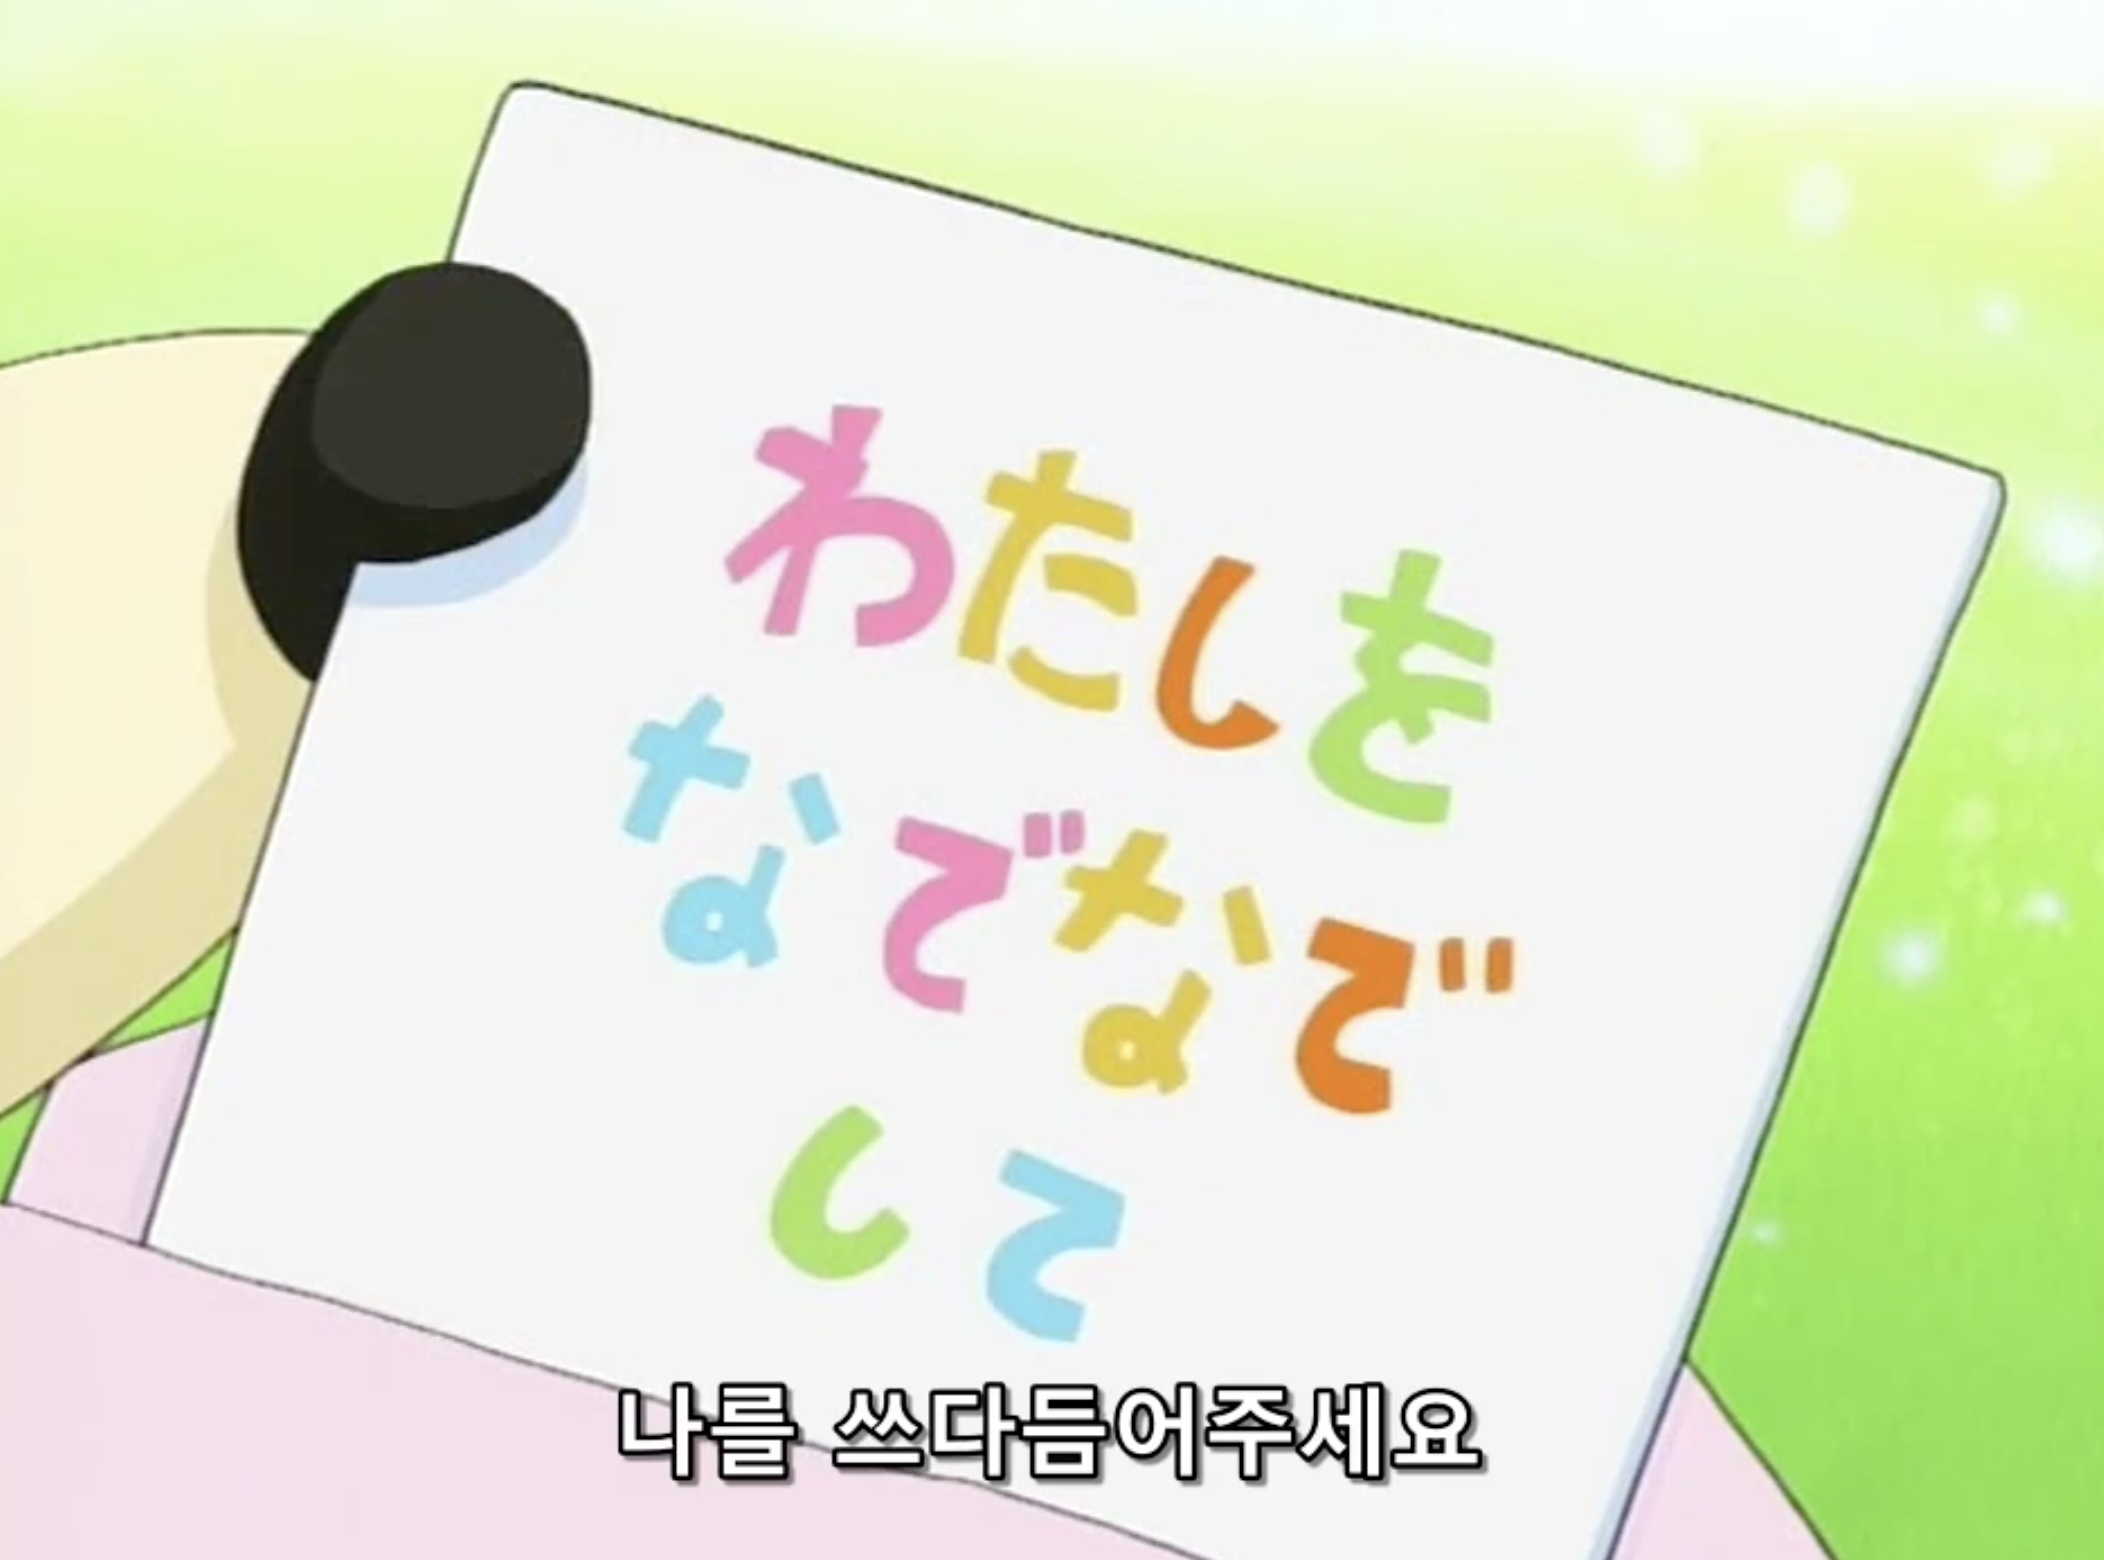 わたしを
なでなで
して
나를 쓰다듬어주세요